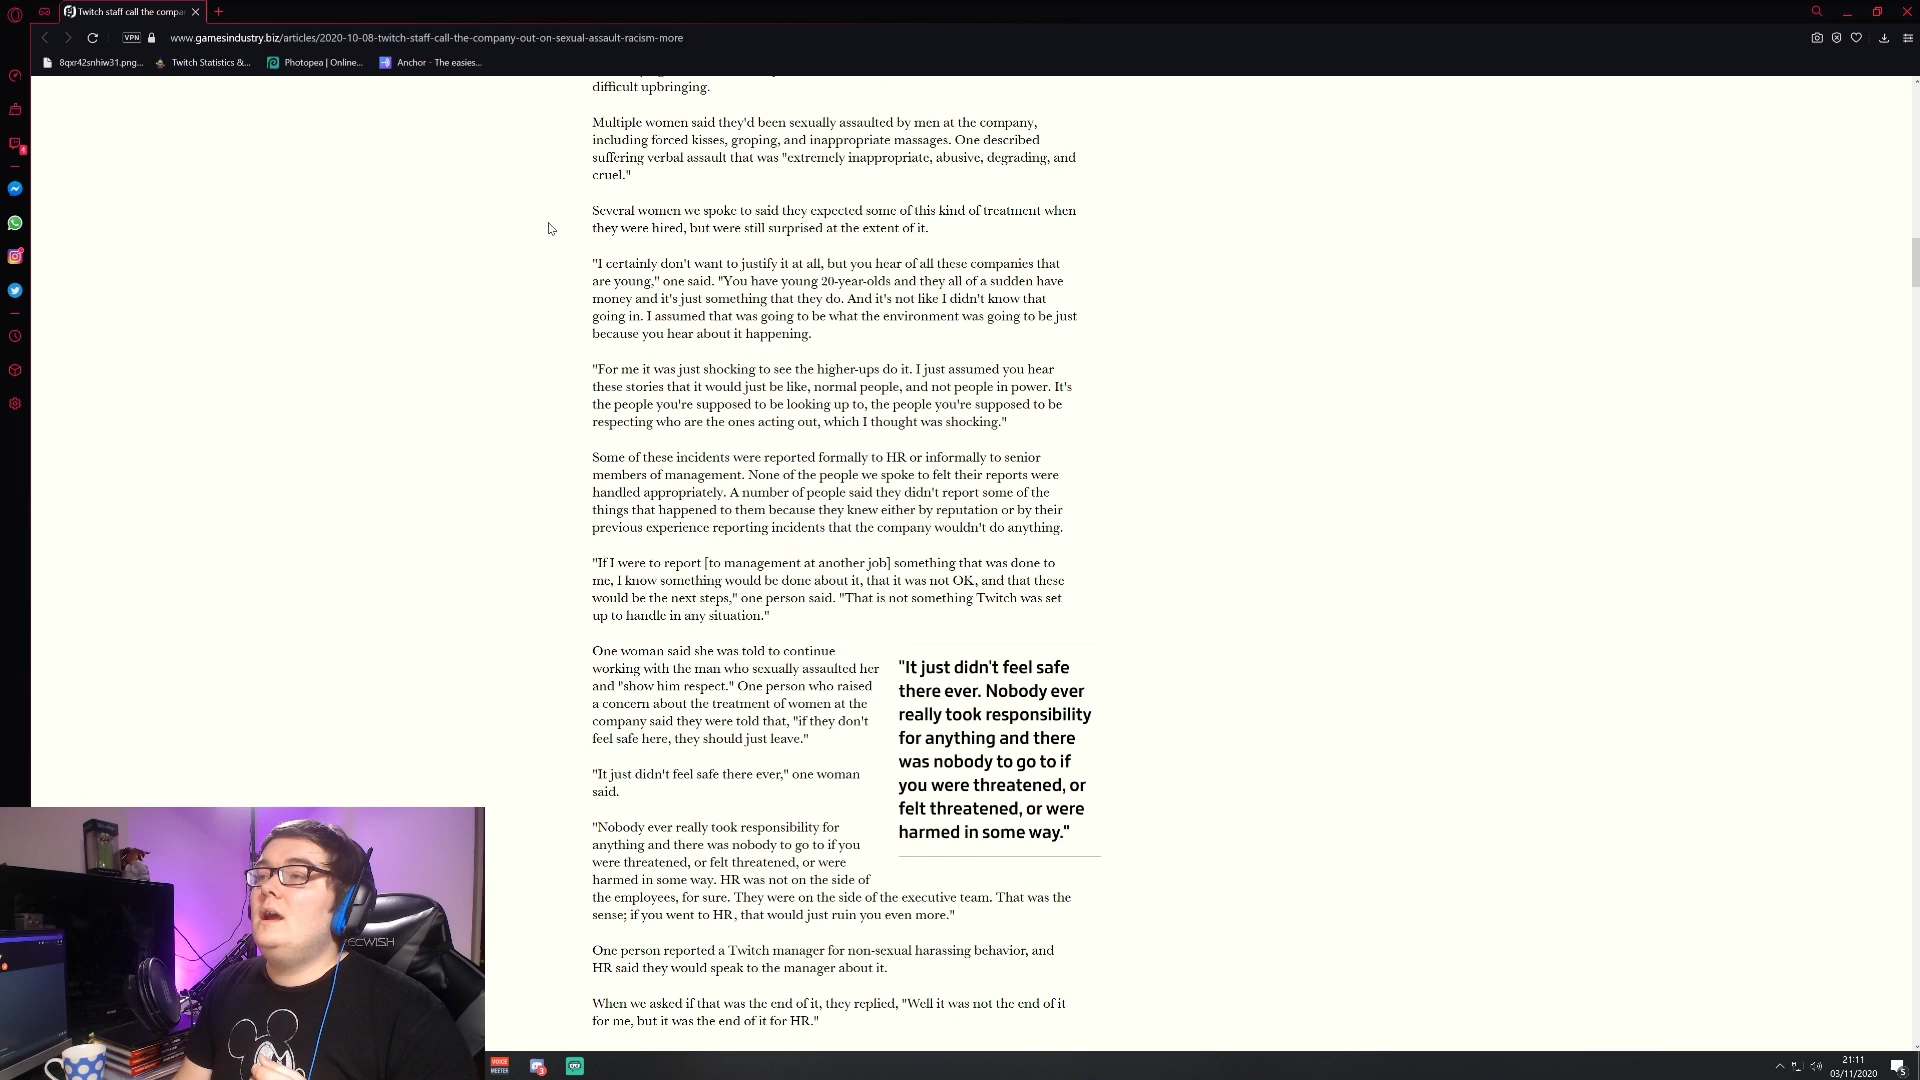 Twitch staff call the compa
VPN
www.gamesindustry.biz/articles/2020-10-08-twitch-staff-call-the-company-out-on-sexual-assault-racism-more
8qxr42snhiw31.png...
Twitch Statistics &...
Photopea | Online...
Anchor - The easies...
difficult upbringing.
Multiple women said they'd been sexually assaulted by men at the company,
including forced kisses, groping, and inappropriate massages. One described
suffering verbal assault that was "extremely inappropriate, abusive, degrading, and
cruel."
Several women we spoke to said they expected some of this kind of treatment when
they were hired, but were still surprised at the extent of it.
"I certainly don't want to justify it at all, but you hear of all these companies that
are young," one said. "You have young 20-year-olds and they all of a sudden have
money and it's just something that they do. And it's not like I didn't know that
going in. I assumed that was going to be what the environment was going to be just
because you hear about it happening.
"For me it was just shocking to see the higher-ups do it. I just assumed you hear
these stories that it would just be like, normal people, and not people in power. It's
the people you're supposed to be looking up to, the people you're supposed to be
respecting who are the ones acting out, which I thought was shocking."
Some of these incidents were reported formally to HR or informally to senior
members of management. None of the people we spoke to felt their reports were
handled appropriately. A number of people said they didn't report some of the
things that happened to them because they knew either by reputation or by their
previous experience reporting incidents that the company wouldn't do anything.
"If I were to report [to management at another job] something that was done to
me, I know something would be done about it, that it was not OK, and that these
would be the next steps," one person said. "That is not something Twitch was set
up to handle in any situation."
One woman said she was told to continue
working with the man who sexually assaulted her
and "show him respect." One person who raised
a concern about the treatment of women at the
company said they were told that, "if they don't
feel safe here, they should just leave."
"It just didn't feel safe there ever," one woman
said.
"Nobody ever really took responsibility for
anything and there was nobody to go to if you
were threatened, or felt threatened, or were
harmed in some way. HR was not on the side of
the employees, for sure. They were on the side of the executive team. That was the
sense; if you went to HR, that would just ruin you even more."
"It just didn't feel safe
there ever. Nobody ever
really took responsibility
for anything and there
was nobody to go to if
you were threatened, or
felt threatened, or were
harmed in some way."
One person reported a Twitch manager for non-sexual harassing behavior, and
HR said they would speak to the manager about it.
When we asked if that was the end of it, they replied, "Well it was not the end of it
for me, but it was the end of it for HR."
ECWISH
VOICE
MEETER
21:11
03/11/2020
5